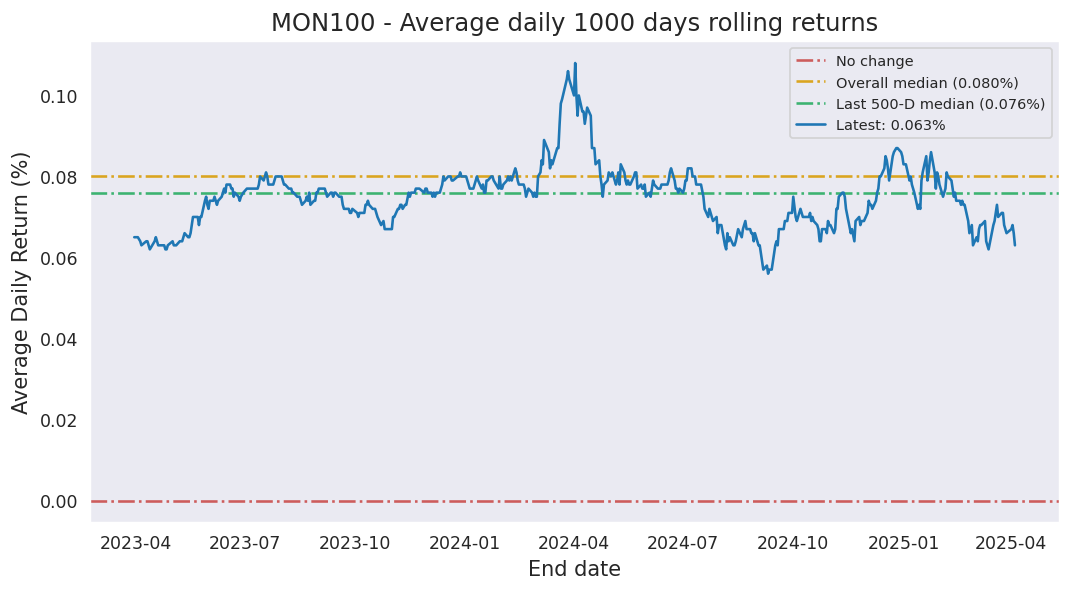 MON100 - Average daily 1000 days rolling returns
No change
Overall median (0.080%)
Last 500-D median (0.076%)
Latest: 0.063%
Average Daily Return (%)
0.10
0.08
0.06
0.04
0.02
0.00
2023-04 2023-07 2023-10 2024-01 2024-04 2024-07 2024-10 2025-01 2025-04
End date